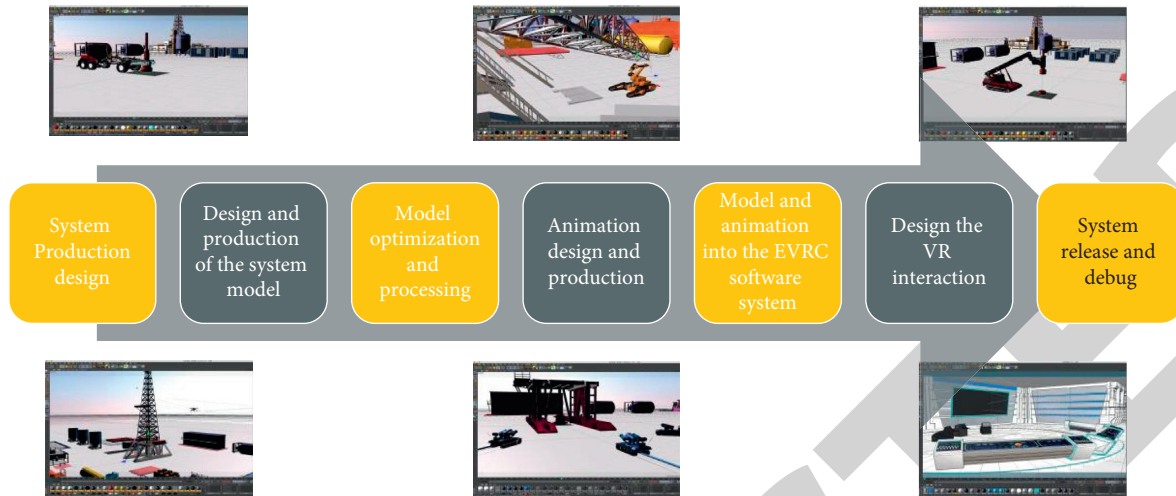 System
Production
design
Design and
production
of the system
model
Model
optimization
and
processing
Animation
design and
production
Model and
animation
into the EVRC
software
system
Design the
VR
interaction
System
release and
debug